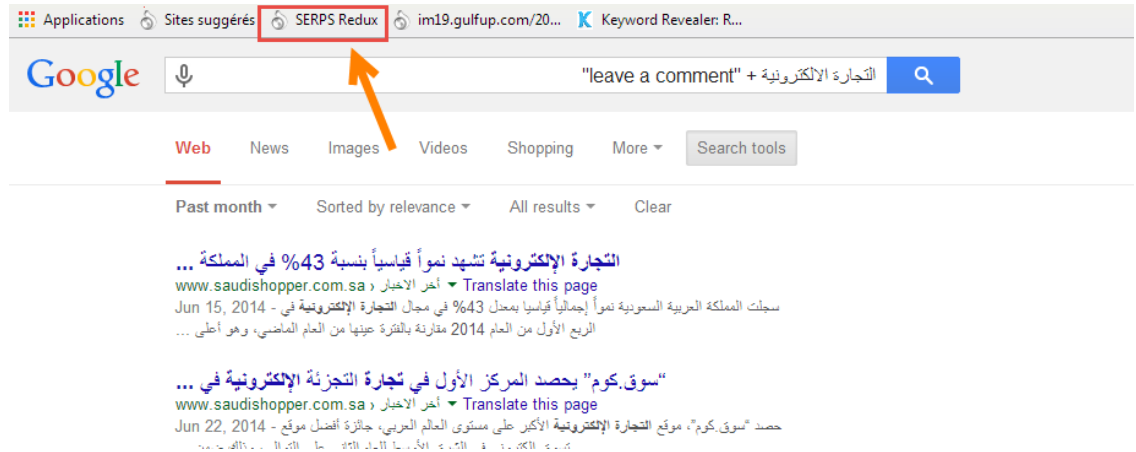 Applications Sites suggérés SERPS Redux im19.gulfup.com/20... Keyword Revealer: R...
Google التجارة الالكترونية + "leave a comment"
Web News Images Videos Shopping More Search tools
Past month Sorted by relevance All results Clear
التجارة الإلكترونية تشهد نمواً قياسياً بنسبة 43% في المملكة ...
www.saudishopper.com.sa › أخر الاخبار Translate this page
Jun 15, 2014 - سجلت المملكة العربية السعودية نمواً إجمالياً قياسيا بمعدل 43% في مجال التجارة الإلكترونية في
الربع الأول من العام 2014 مقارنة بالفترة عينها من العام الماضي، وهو أعلى ...
“سوق.كوم” يحصد المركز الأول في تجارة التجزئة الإلكترونية في ...
www.saudishopper.com.sa › أخر الاخبار Translate this page
Jun 22, 2014 - حصد “سوق.كوم”، موقع التجارة الإلكترونية الأكبر على مستوى العالم العربي، جائزة أفضل موقع